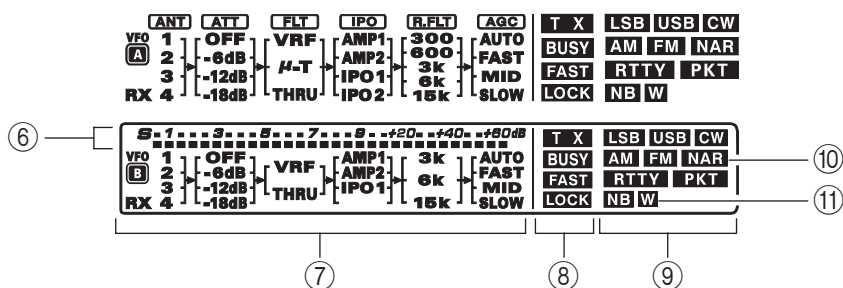 ANT ATT FLT IPO R.FLT AGC T X LSB USB CW
VFO 1 OFF VRF AMP1 300 AUTO BUSY AM FM NAR
A 2 -6dB μ-T AMP2 600 FAST
3 -12dB IPO1 3k MID FAST RTTY PKT
6k
RX 4 -18dB THRU IPO2 15k SLOW LOCK NB W
⑥ S 1 3 5 7 9 +20 +40 +60dB T X LSB USB CW
VFO 1 OFF VRF AMP1 3k AUTO BUSY AM FM NAR ⑩
B 2 -6dB AMP2 6k FAST FAST RTTY PKT
3 -12dB THRU IPO1 MID
RX 4 -18dB 15k SLOW LOCK NB W ⑪
⑦ ⑧ ⑨